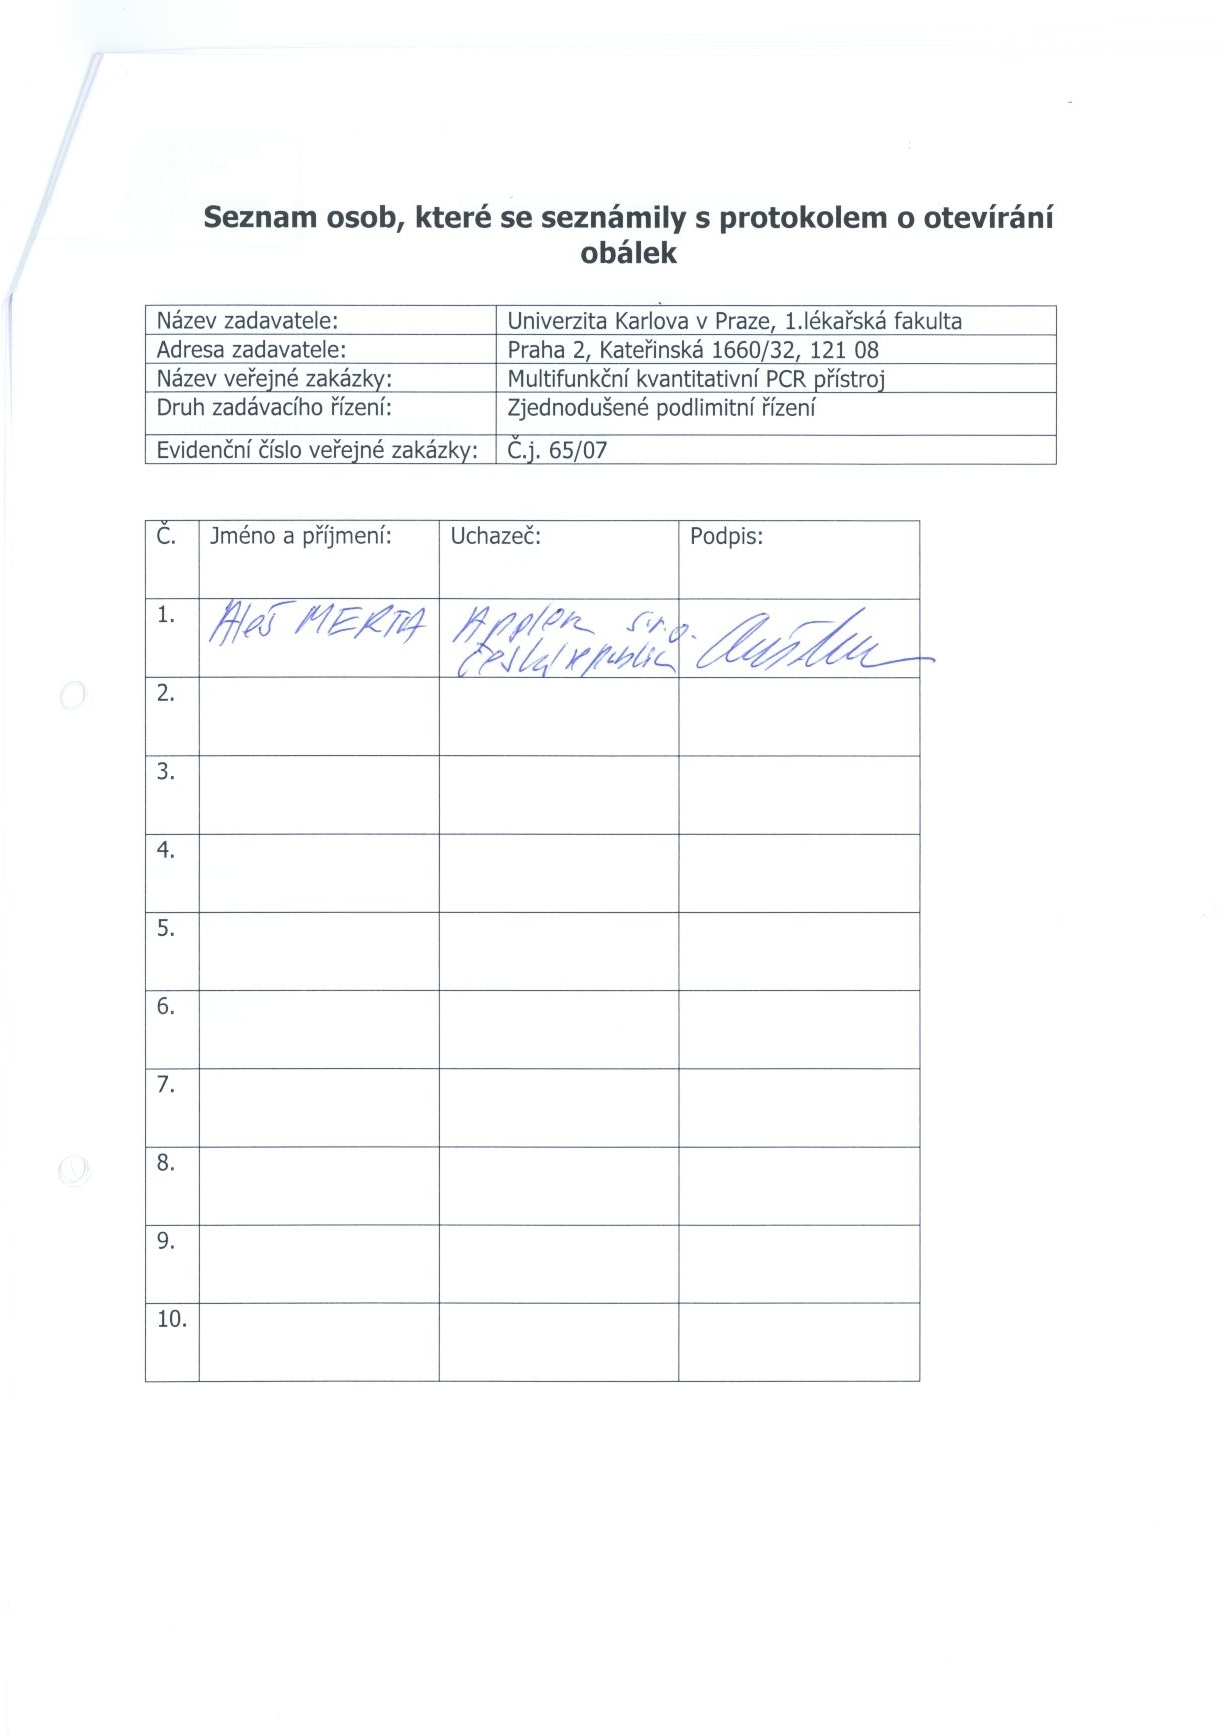 Seznam osob, které se seznámily s protokolem o otevírání
obálek
Název zadavatele: Univerzita Karlova v Praze, 1.lékařská fakulta
Adresa zadavatele: Praha 2, Kateřinská 1660/32, 121 08
Název veřejné zakázky: Multifunkční kvantitativní PCR přístroj
Druh zadávacího řízení: Zjednodušené podlimitní řízení
Evidenční číslo veřejné zakázky: Č.j. 65/07
Č. Jméno a příjmení: Uchazeč: Podpis:
1. Aleš MERTA Applera s.r.o.
Česká republika
2.
3.
4.
5.
6.
7.
8.
9.
10.